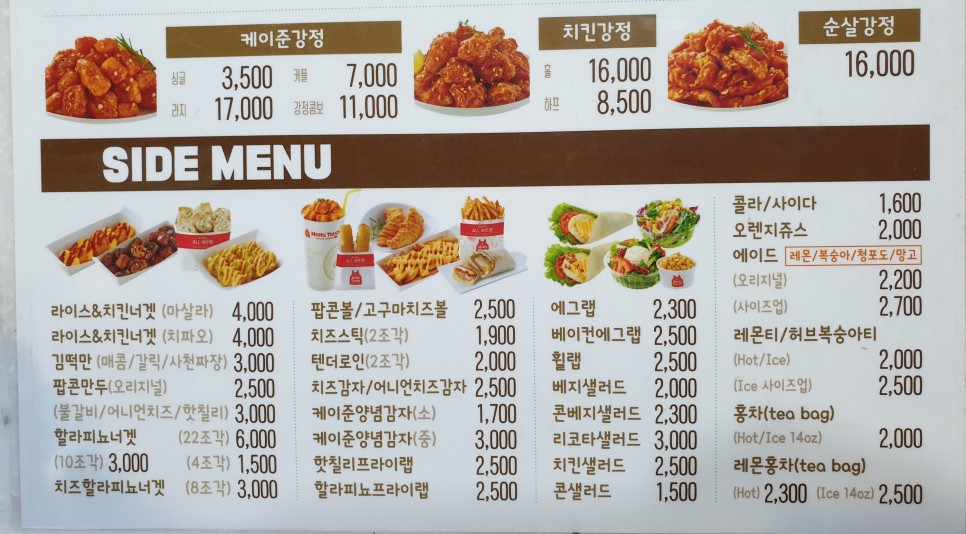 케이준강정
싱글 3,500 커플 7,000
라지 17,000 강정콤보 11,000
치킨강정
홀 16,000
하프 8,500
순살강정
16,000
SIDE MENU
라이스&치킨너겟 (마살라) 4,000
라이스&치킨너겟 (치파오) 4,000
김떡만 (매콤/갈릭/사천짜장) 3,000
팝콘만두(오리지널) 2,500
(불갈비/어니언치즈/핫칠리) 3,000
할라피뇨너겟 (22조각) 6,000
(10조각) 3,000 (4조각) 1,500
치즈할라피뇨너겟 (8조각) 3,000
팝콘볼/고구마치즈볼 2,500
치즈스틱(2조각) 1,900
텐더로인(2조각) 2,000
치즈감자/어니언치즈감자 2,500
케이준양념감자(소) 1,700
케이준양념감자(중) 3,000
핫칠리프라이랩 2,500
할라피뇨프라이랩 2,500
에그랩 2,300
베이컨에그랩 2,500
휠랩 2,500
베지샐러드 2,000
콘베지샐러드 2,300
리코타샐러드 3,000
치킨샐러드 2,500
콘샐러드 1,500
콜라/사이다 1,600
오렌지쥬스 2,000
에이드 레몬/복숭아/청포도/망고
(오리지널) 2,200
(사이즈업) 2,700
레몬티/허브복숭아티
(Hot/Ice) 2,000
(Ice 사이즈업) 2,500
홍차(tea bag)
(Hot/Ice 14oz) 2,000
레몬홍차(tea bag)
(Hot) 2,300 (Ice 14oz) 2,500